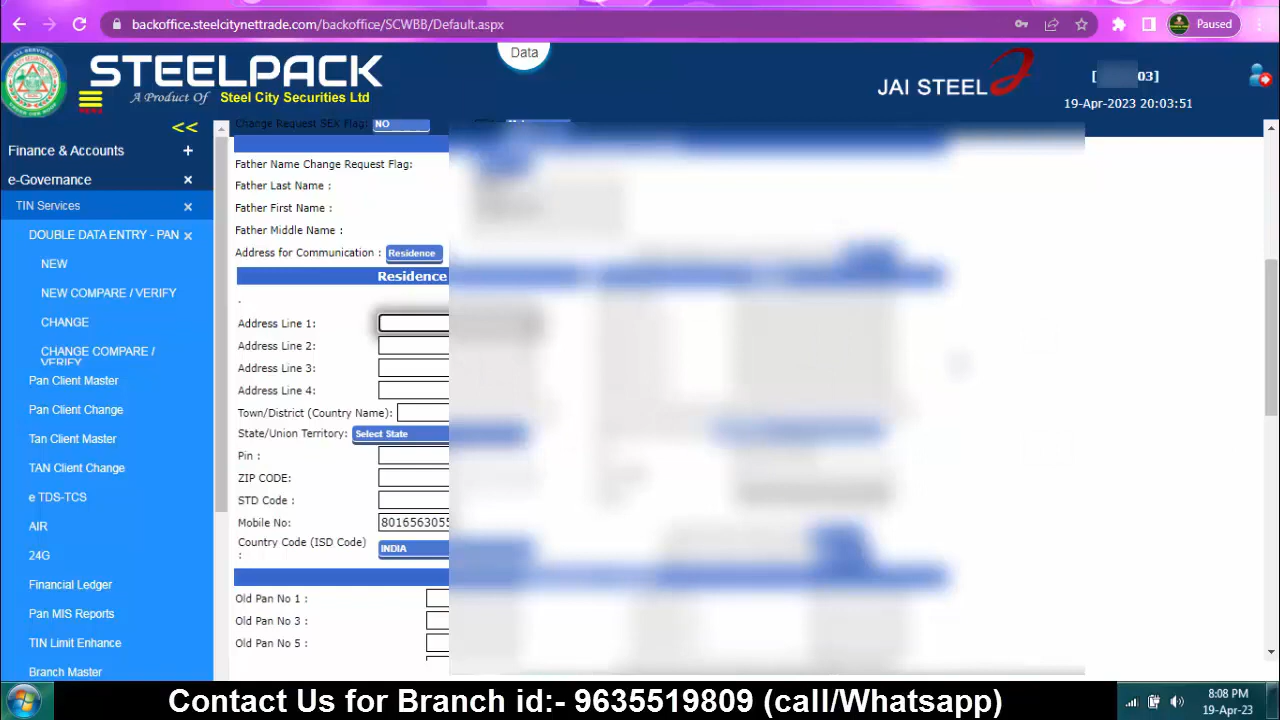 backoffice.steelcitynettrade.com/backoffice/SCWBB/Default.aspx
Paused
STEELPACK
A Product Of Steel City Securities Ltd
Data
JAI STEEL
[ 03]
19-Apr-2023 20:03:51
<<
Finance & Accounts +
e-Governance ×
TIN Services ×
DOUBLE DATA ENTRY - PAN ×
NEW
NEW COMPARE / VERIFY
CHANGE
CHANGE COMPARE /
VERIFY
Pan Client Master
Pan Client Change
Tan Client Master
TAN Client Change
e TDS-TCS
AIR
24G
Financial Ledger
Pan MIS Reports
TIN Limit Enhance
Branch Master
Change Request SEX Flag: NO
Father Name Change Request Flag:
Father Last Name :
Father First Name :
Father Middle Name :
Address for Communication : Residence
Residence
.
Address Line 1:
Address Line 2:
Address Line 3:
Address Line 4:
Town/District (Country Name):
State/Union Territory: Select State
Pin :
ZIP CODE:
STD Code :
Mobile No: 8016563055
Country Code (ISD Code)
: INDIA
Old Pan No 1 :
Old Pan No 3 :
Old Pan No 5 :
Contact Us for Branch id:- 9635519809 (call/Whatsapp)
8:08 PM
19-Apr-23